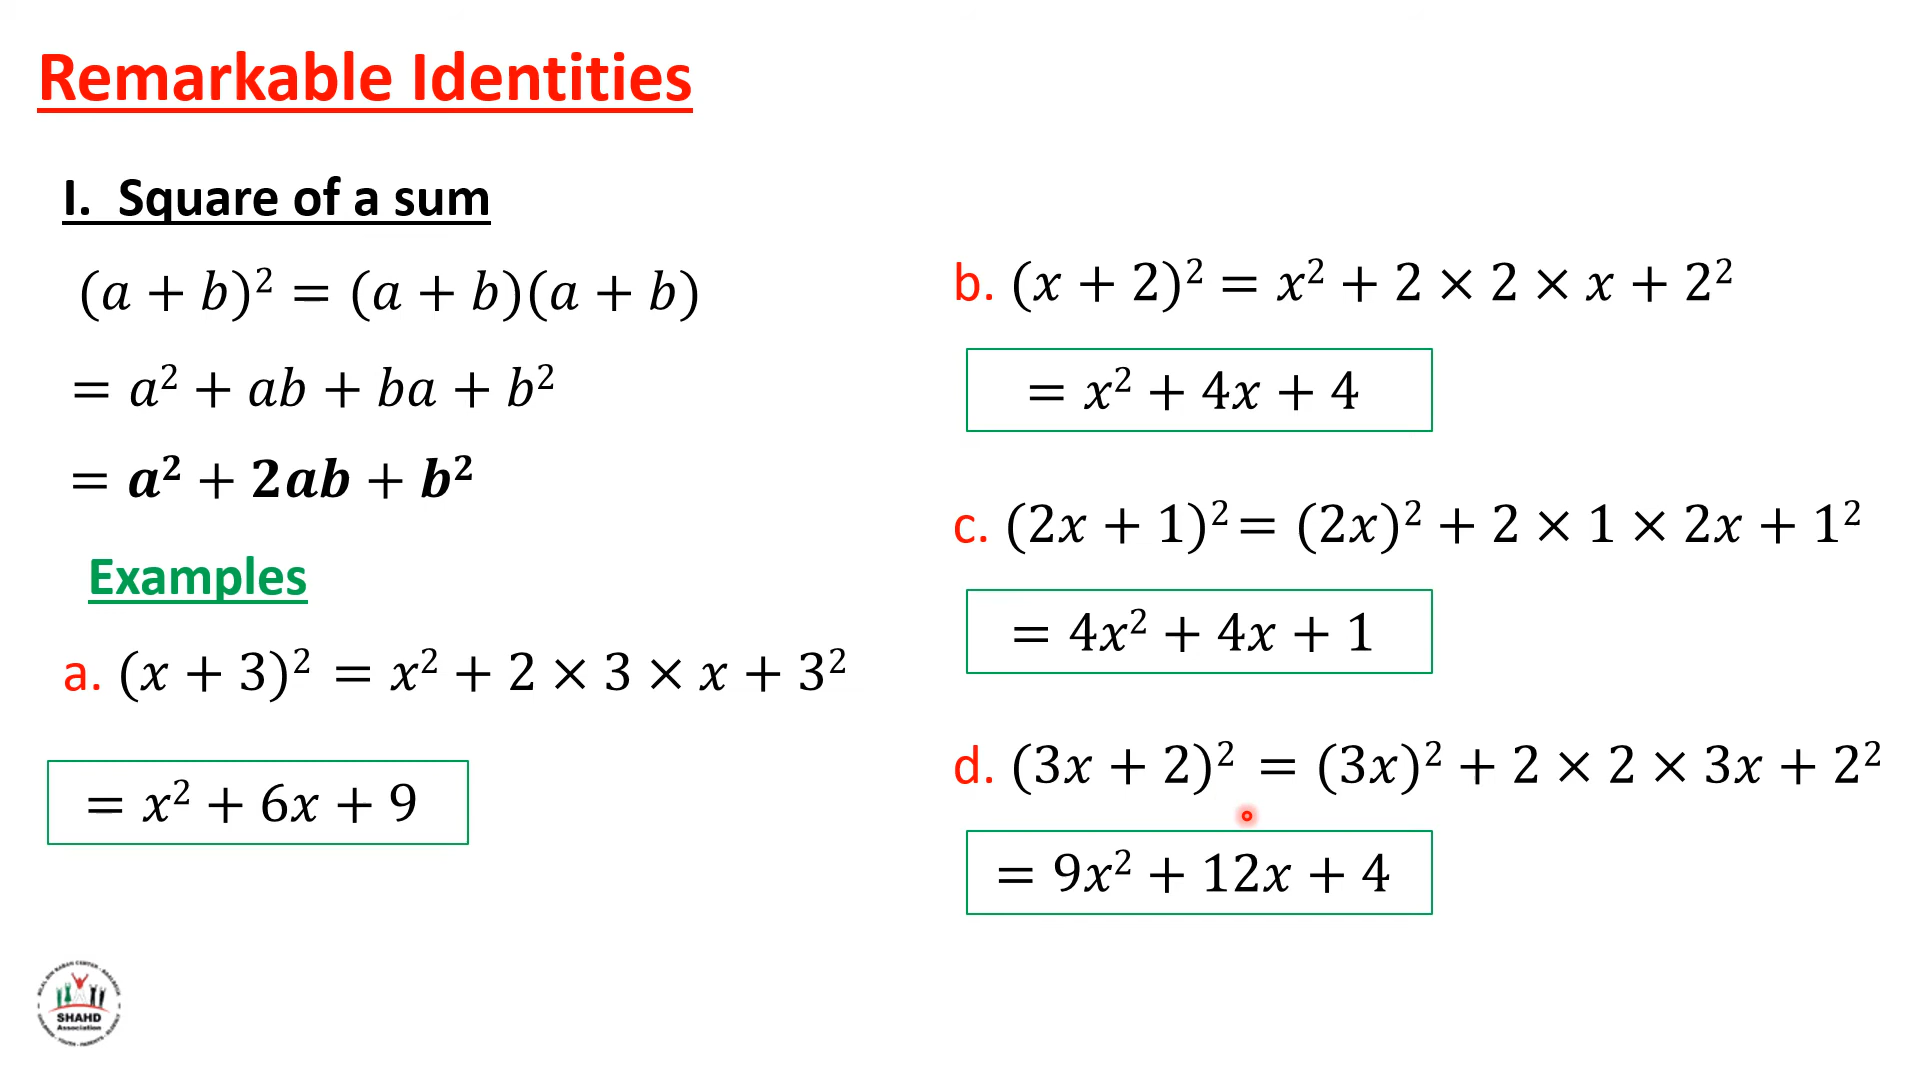 Remarkable Identities
I. Square of a sum
(a + b)² = (a + b)(a + b)
= a² + ab + ba + b²
= a² + 2ab + b²
Examples
a. (x + 3)² = x² + 2 × 3 × x + 3²
= x² + 6x + 9
b. (x + 2)² = x² + 2 × 2 × x + 2²
= x² + 4x + 4
c. (2x + 1)² = (2x)² + 2 × 1 × 2x + 1²
= 4x² + 4x + 1
d. (3x + 2)² = (3x)² + 2 × 2 × 3x + 2²
= 9x² + 12x + 4
SHAHD
Association